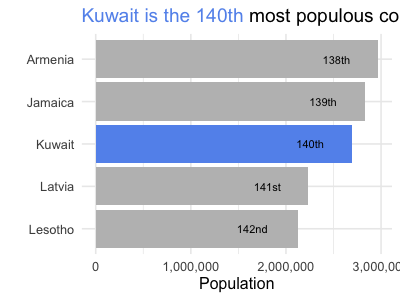 Kuwait is the 140th most populous co
Armenia 138th
Jamaica 139th
Kuwait 140th
Latvia 141st
Lesotho 142nd
0 1,000,000 2,000,000 3,000,00
Population